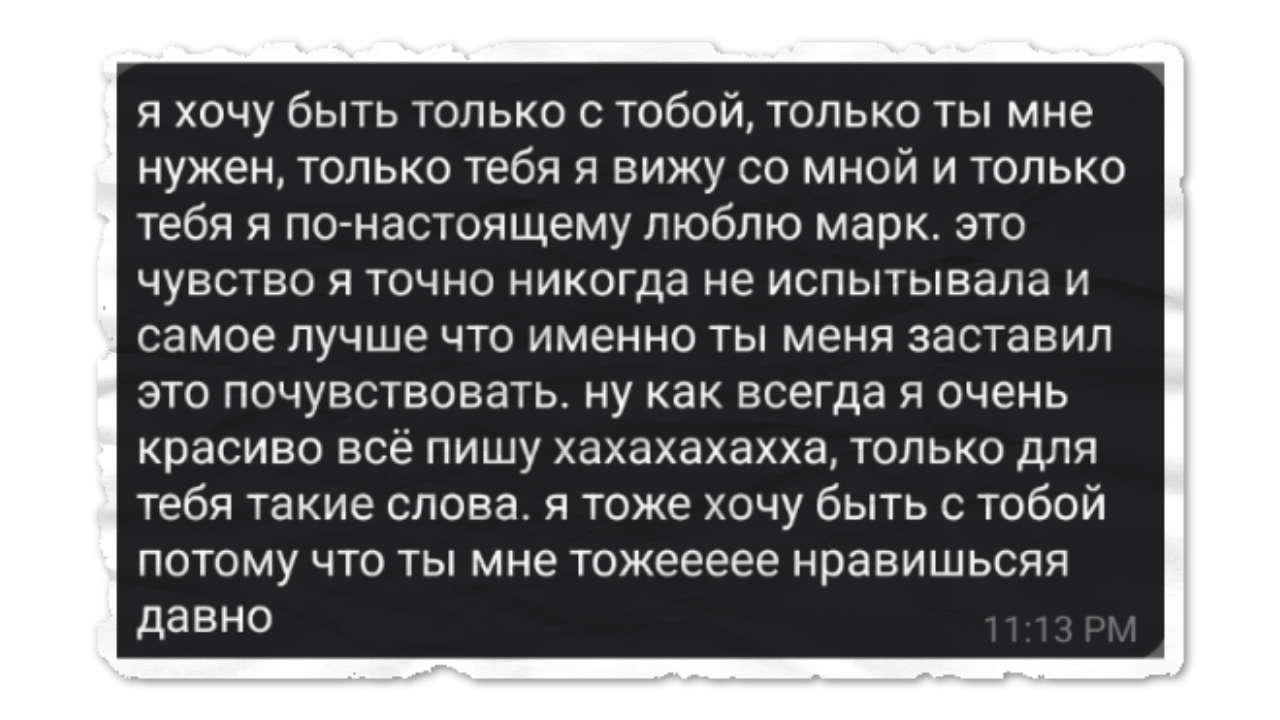 я хочу быть только с тобой, только ты мне
нужен, только тебя я вижу со мной и только
тебя я по-настоящему люблю марк. это
чувство я точно никогда не испытывала и
самое лучше что именно ты меня заставил
это почувствовать. ну как всегда я очень
красиво всё пишу хахахахахха, только для
тебя такие слова. я тоже хочу быть с тобой
потому что ты мне тожеееее нравишьсяя
давно
11:13 PM